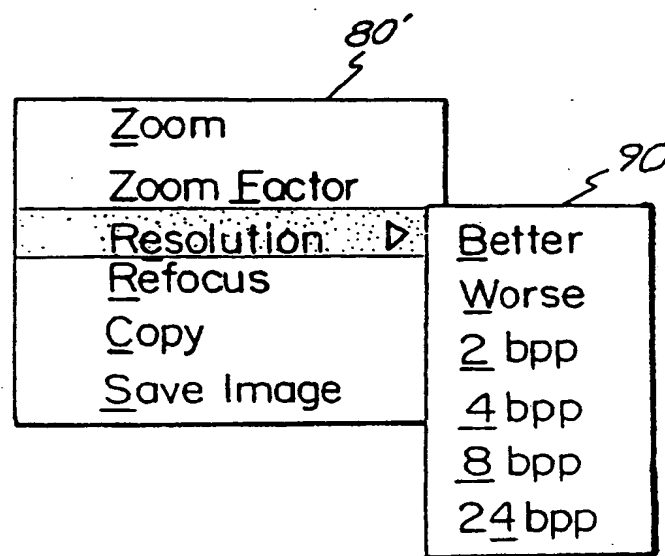 80'
Zoom
Zoom Factor
Resolution
Refocus
Copy
Save Image
90
Better
Worse
2 bpp
4 bpp
8 bpp
24 bpp